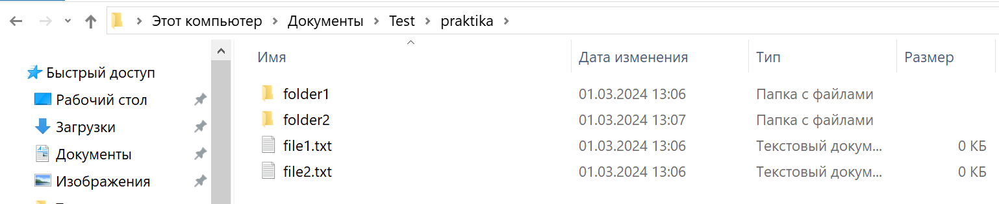 Этот компьютер > Документы > Test > praktika >
Имя Дата изменения Тип Размер
Быстрый доступ
Рабочий стол
Загрузки
Документы
Изображения
folder1 01.03.2024 13:06 Папка с файлами
folder2 01.03.2024 13:07 Папка с файлами
file1.txt 01.03.2024 13:06 Текстовый докум... 0 КБ
file2.txt 01.03.2024 13:06 Текстовый докум... 0 КБ